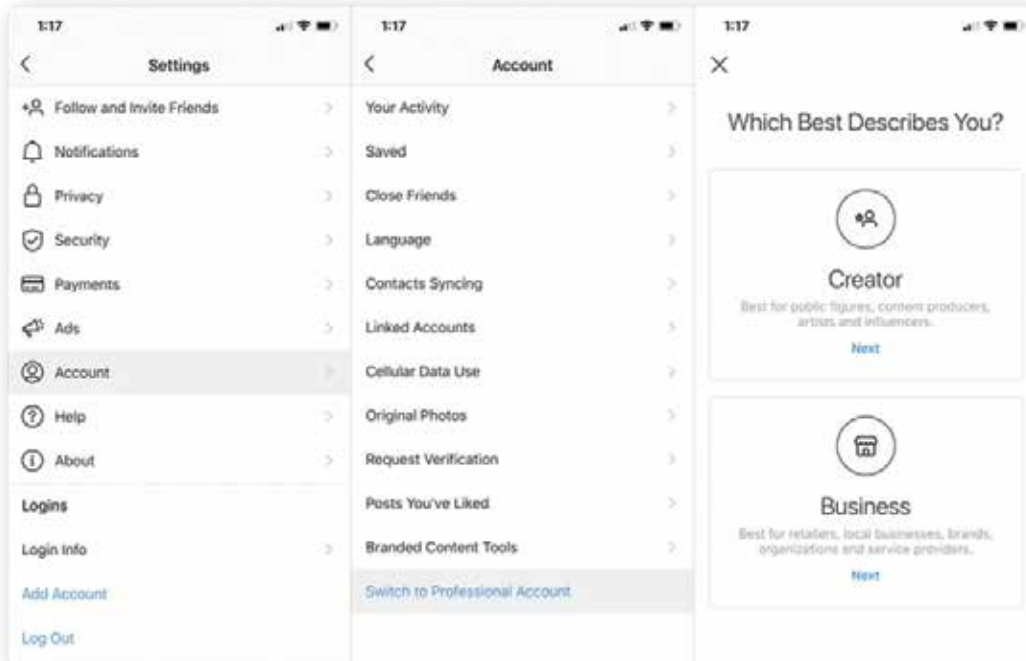 1:17
Settings
Follow and Invite Friends
Notifications
Privacy
Security
Payments
Ads
Account
Help
About
Logins
Login Info
Add Account
Log Out
1:17
Account
Your Activity
Saved
Close Friends
Language
Contacts Syncing
Linked Accounts
Cellular Data Use
Original Photos
Request Verification
Posts You've Liked
Branded Content Tools
Switch to Professional Account
1:17
Which Best Describes You?
Creator
Best for public figures, content producers,
artists and influencers.
Next
Business
Best for retailers, local businesses, brands,
organizations and service providers.
Next